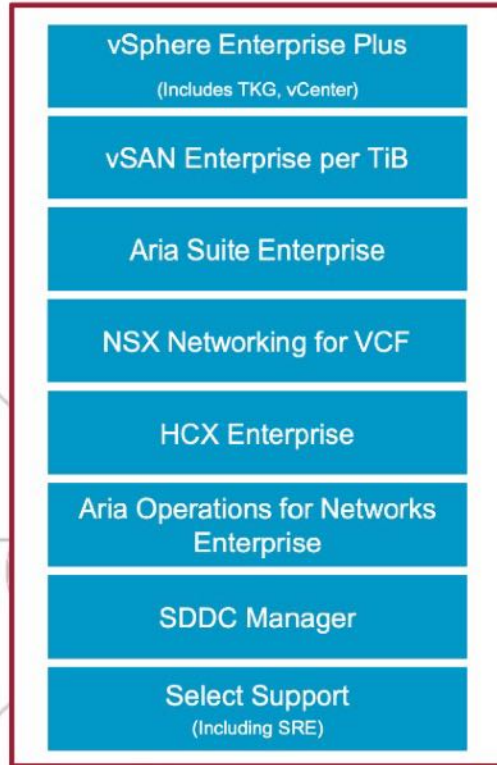 vSphere Enterprise Plus
(Includes TKG, vCenter)
vSAN Enterprise per TiB
Aria Suite Enterprise
NSX Networking for VCF
HCX Enterprise
Aria Operations for Networks
Enterprise
SDDC Manager
Select Support
(Including SRE)